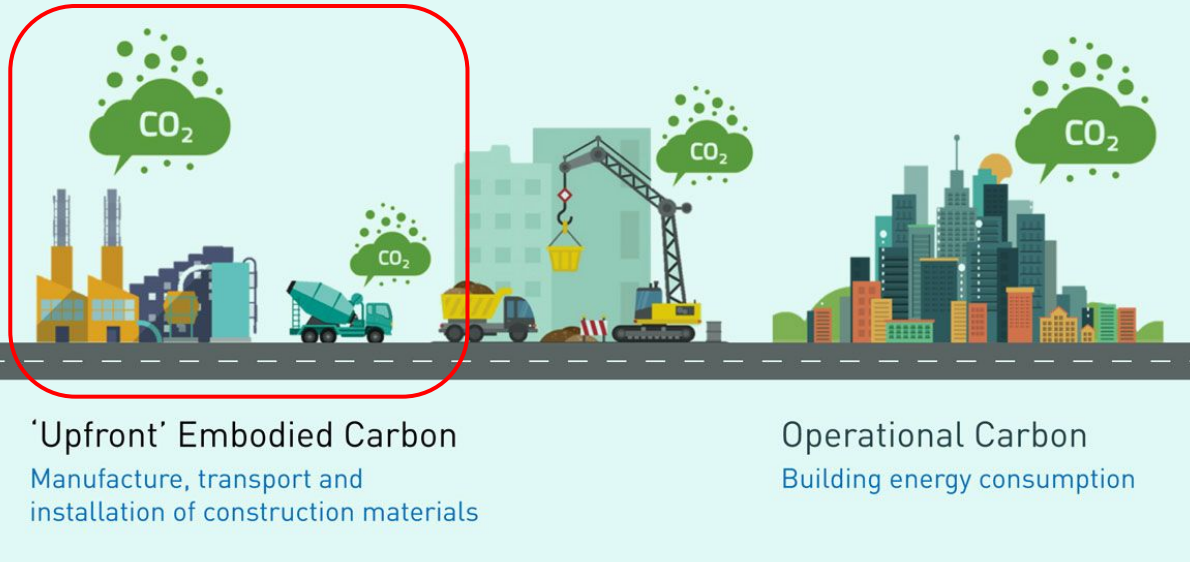 CO₂
CO₂
CO₂
CO₂
‘Upfront’ Embodied Carbon
Manufacture, transport and
installation of construction materials
Operational Carbon
Building energy consumption